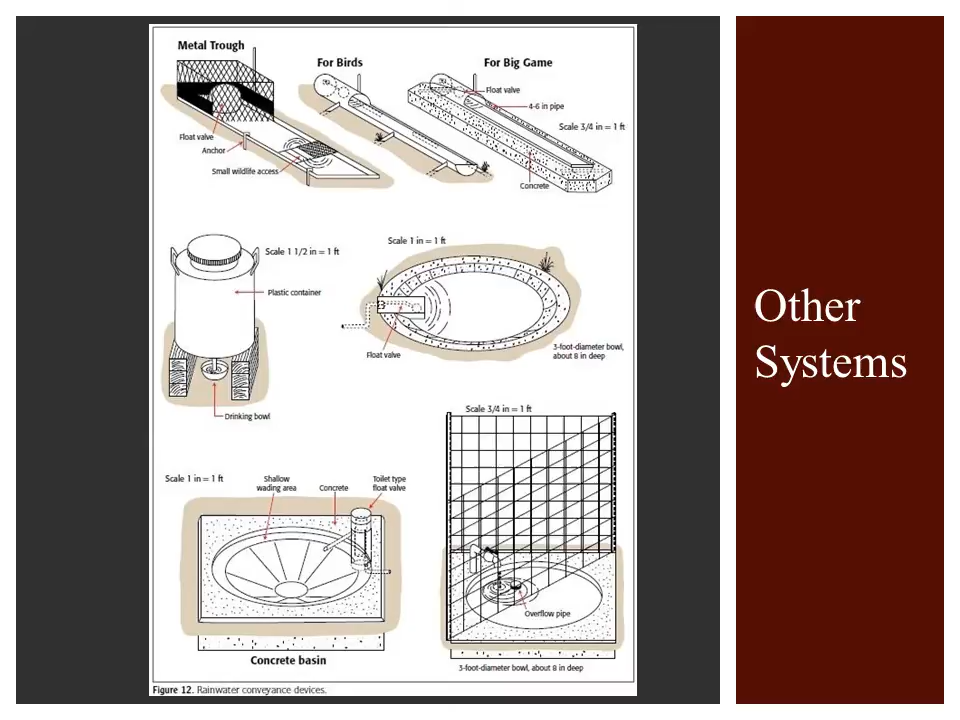 Metal Trough
For Birds
For Big Game
Float valve
4-6 in pipe
Scale 3/4 in = 1 ft
Float valve
Anchor
Small wildlife access
Concrete
Scale 1 1/2 in = 1 ft
Plastic container
Drinking bowl
Scale 1 in = 1 ft
Float valve
3-foot-diameter bowl,
about 8 in deep
Scale 1 in = 1 ft
Shallow
wading area
Concrete
Toilet type
float valve
Concrete basin
Scale 3/4 in = 1 ft
Overflow pipe
3-foot-diameter bowl, about 8 in deep
Figure 12. Rainwater conveyance devices.
Other
Systems